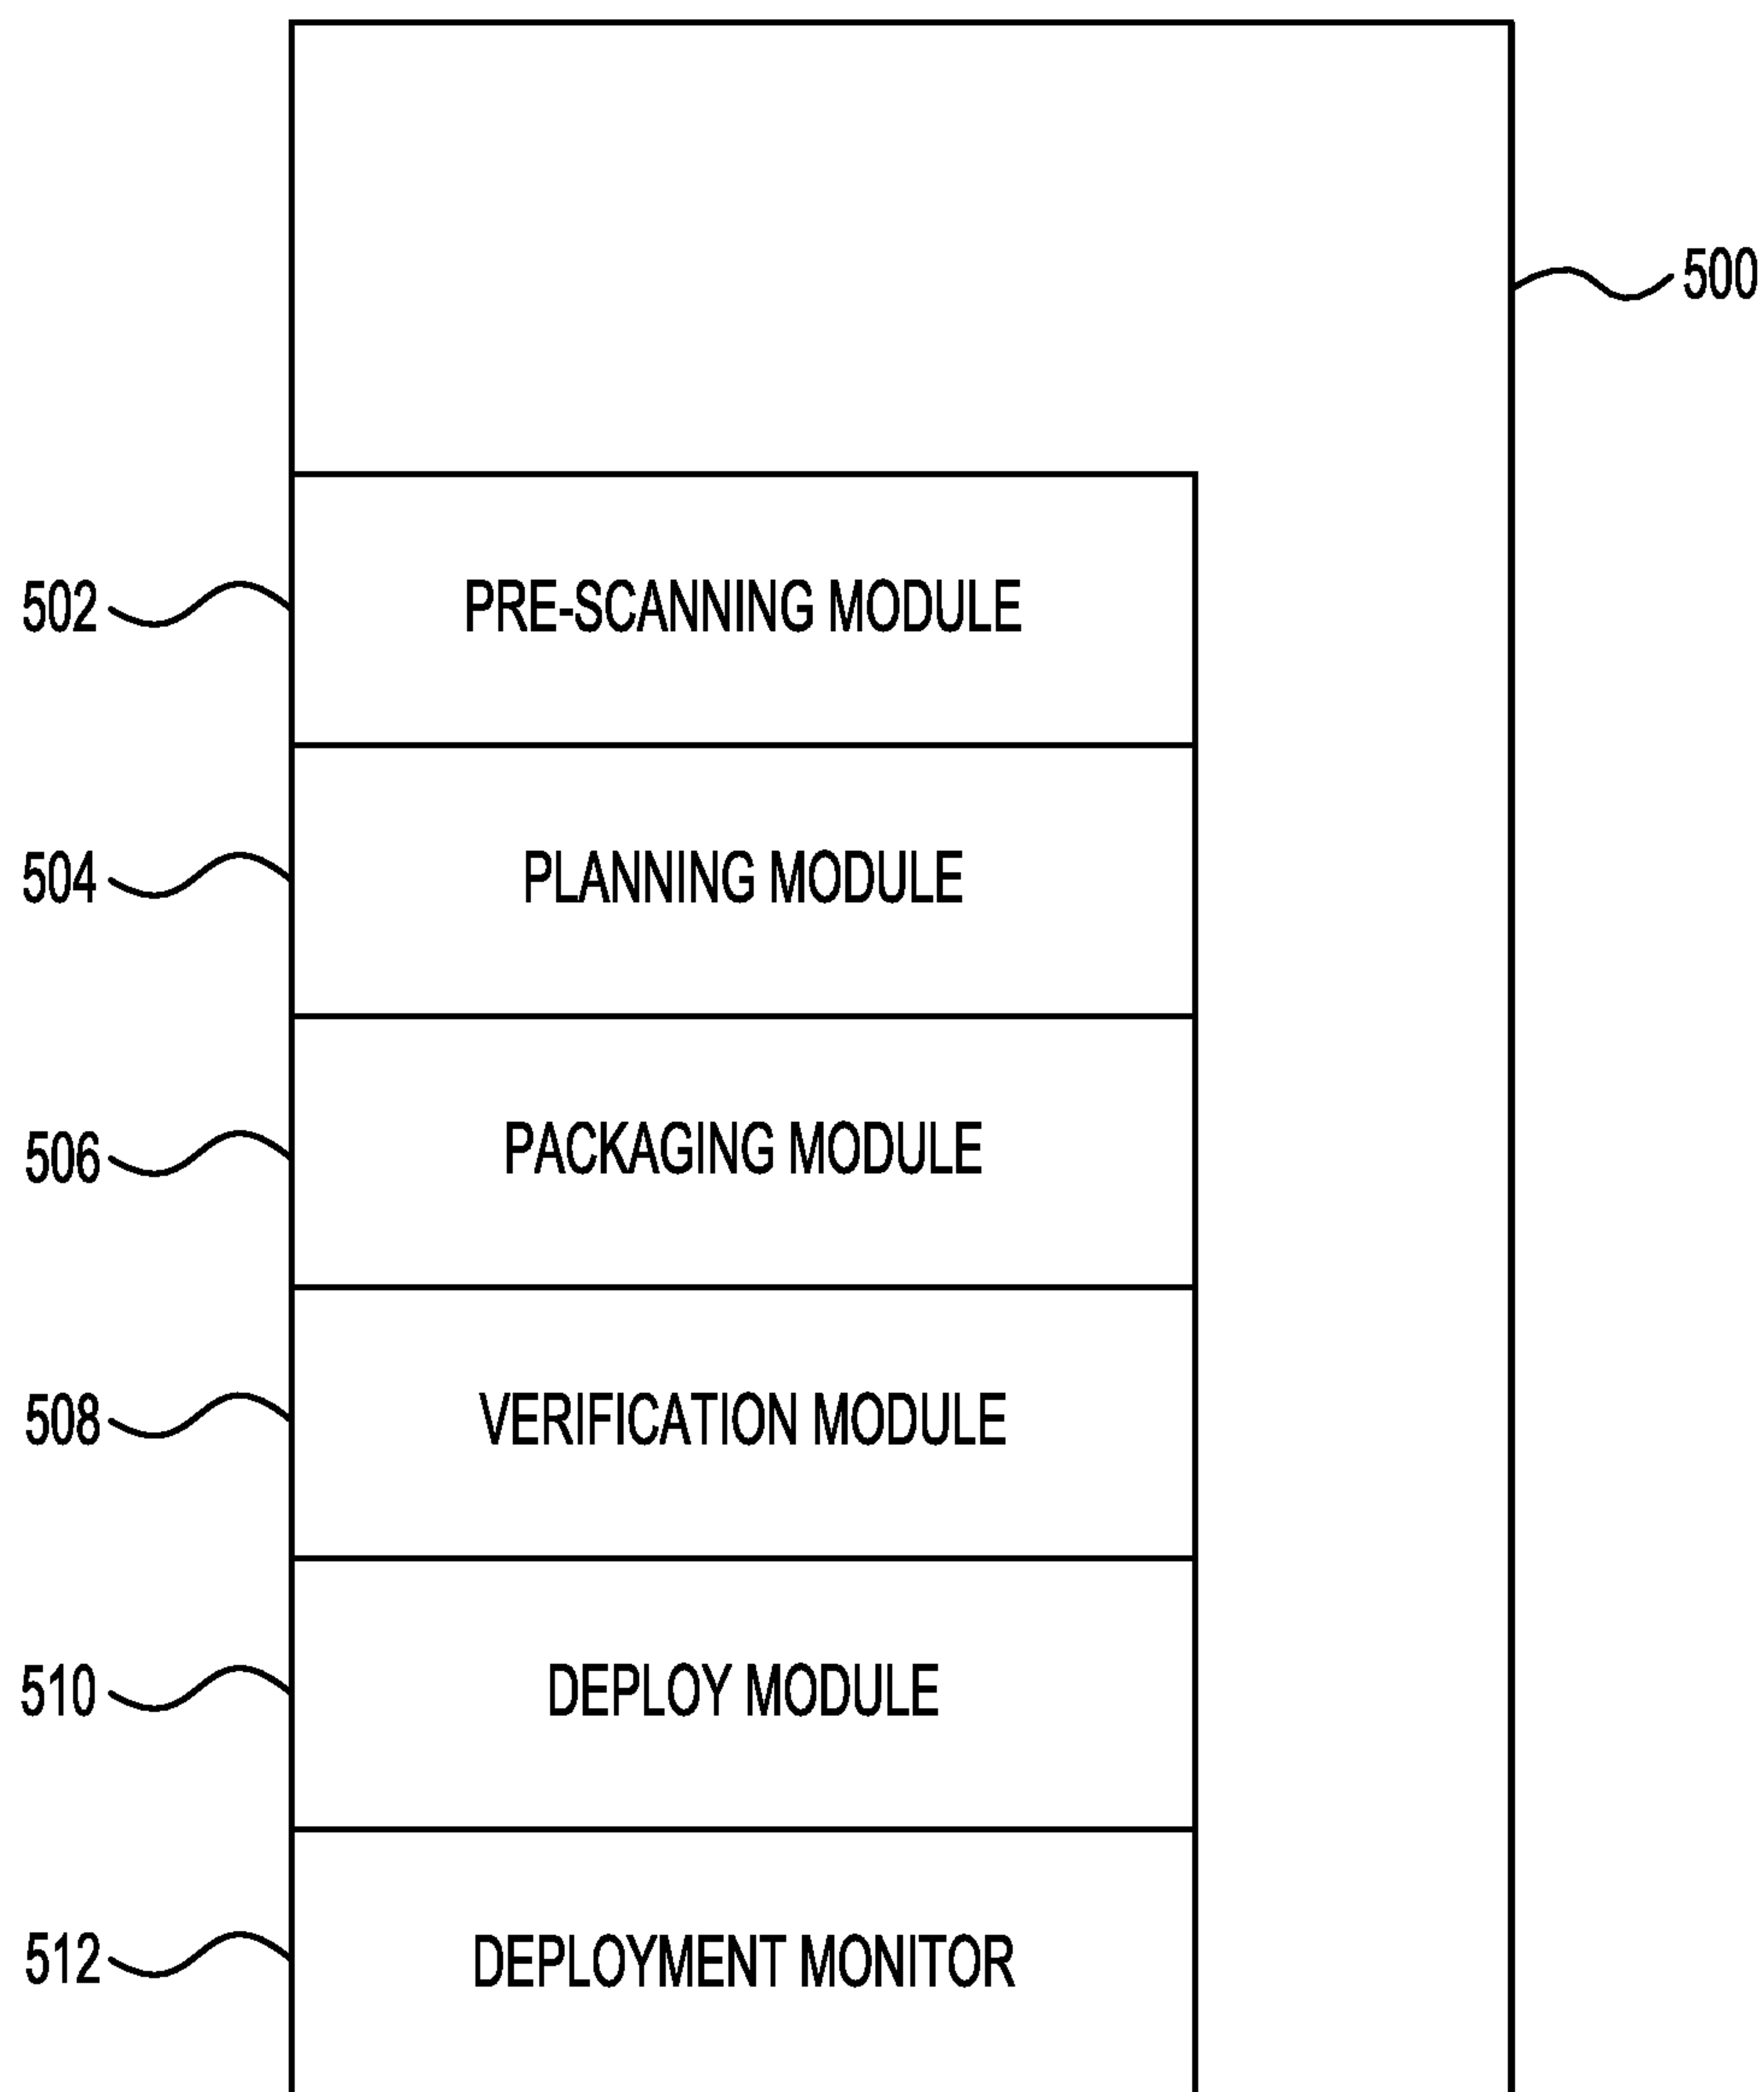 500
502 PRE-SCANNING MODULE
504 PLANNING MODULE
506 PACKAGING MODULE
508 VERIFICATION MODULE
510 DEPLOY MODULE
512 DEPLOYMENT MONITOR